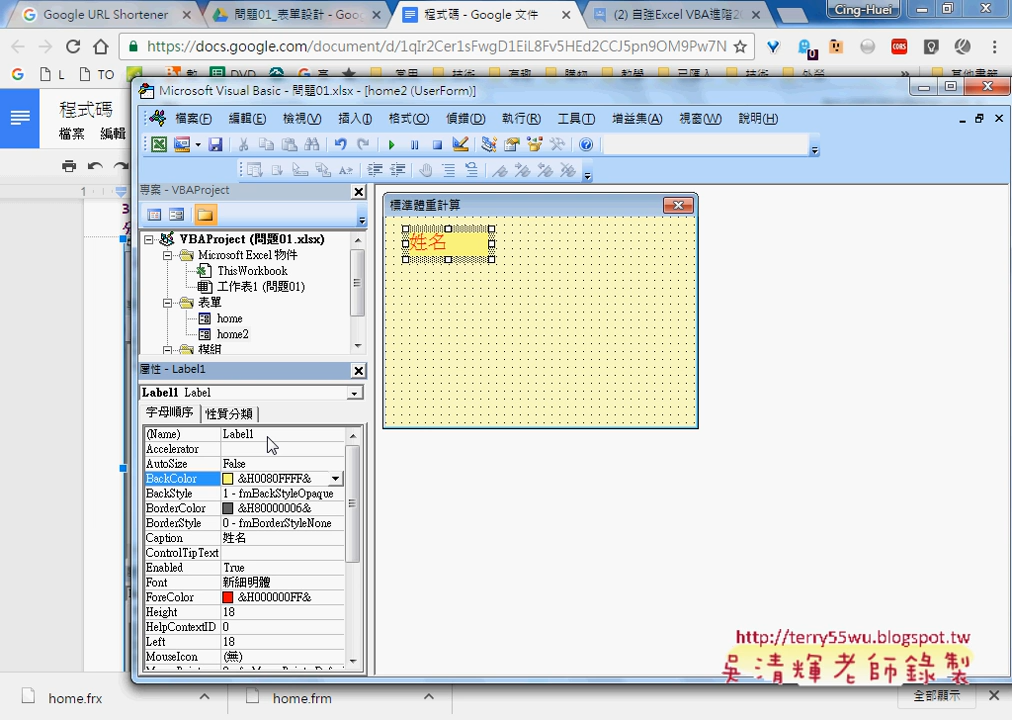 Cing-Huei
Google URL Shortener
問題01_表單設計 - Goo
程式碼 - Google 文件
(2) 自強Excel VBA進階2
https://docs.google.com/document/d/1qIr2Cer1sFwgD1EiL8Fv5HEd2CCJ5pn9OM9Pw7N
程式碼
檔案 編輯
Microsoft Visual Basic - 問題01.xlsx - [home2 (UserForm)]
檔案(F) 編輯(E) 檢視(V) 插入(I) 格式(O) 偵錯(D) 執行(R) 工具(T) 增益集(A) 視窗(W) 說明(H)
專案 - VBAProject
VBAProject (問題01.xlsx)
Microsoft Excel 物件
ThisWorkbook
工作表1 (問題01)
表單
home
home2
模組
標準體重計算
姓名
屬性 - Label1
Label1 Label
字母順序 性質分類
(Name) Label1
Accelerator
AutoSize False
BackColor &H0080FFFF&
BackStyle 1 - fmBackStyleOpaque
BorderColor &H80000006&
BorderStyle 0 - fmBorderStyleNone
Caption 姓名
ControlTipText
Enabled True
Font 新細明體
ForeColor &H000000FF&
Height 18
HelpContextID 0
Left 18
MouseIcon (無)
http://terry55wu.blogspot.tw
吳清輝老師錄製
home.frx
home.frm
全部顯示